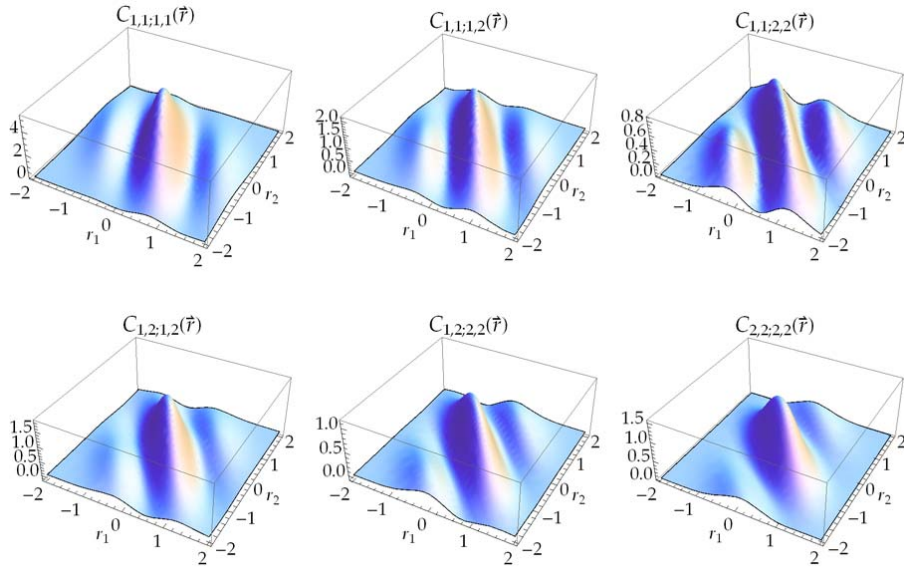 C1,1;1,1(r⃗) C1,1;1,2(r⃗) C1,1;2,2(r⃗)
4 2 0 -2 -1 r1 0 1 2 -2 -1 0 r2 1 2
2.0 1.5 1.0 0.5 0.0 -2 -1 r1 0 1 2 -2 -1 0 r2 1 2
0.8 0.6 0.4 0.2 0.0 -2 -1 r1 0 1 2 -2 -1 0 r2 1 2
C1,2;1,2(r⃗) C1,2;2,2(r⃗) C2,2;2,2(r⃗)
1.5 1.0 0.5 0.0 -2 -1 r1 0 1 2 -2 -1 0 r2 1 2
1.0 0.5 0.0 -2 -1 r1 0 1 2 -2 -1 0 r2 1 2
1.5 1.0 0.5 0.0 -2 -1 r1 0 1 2 -2 -1 0 r2 1 2